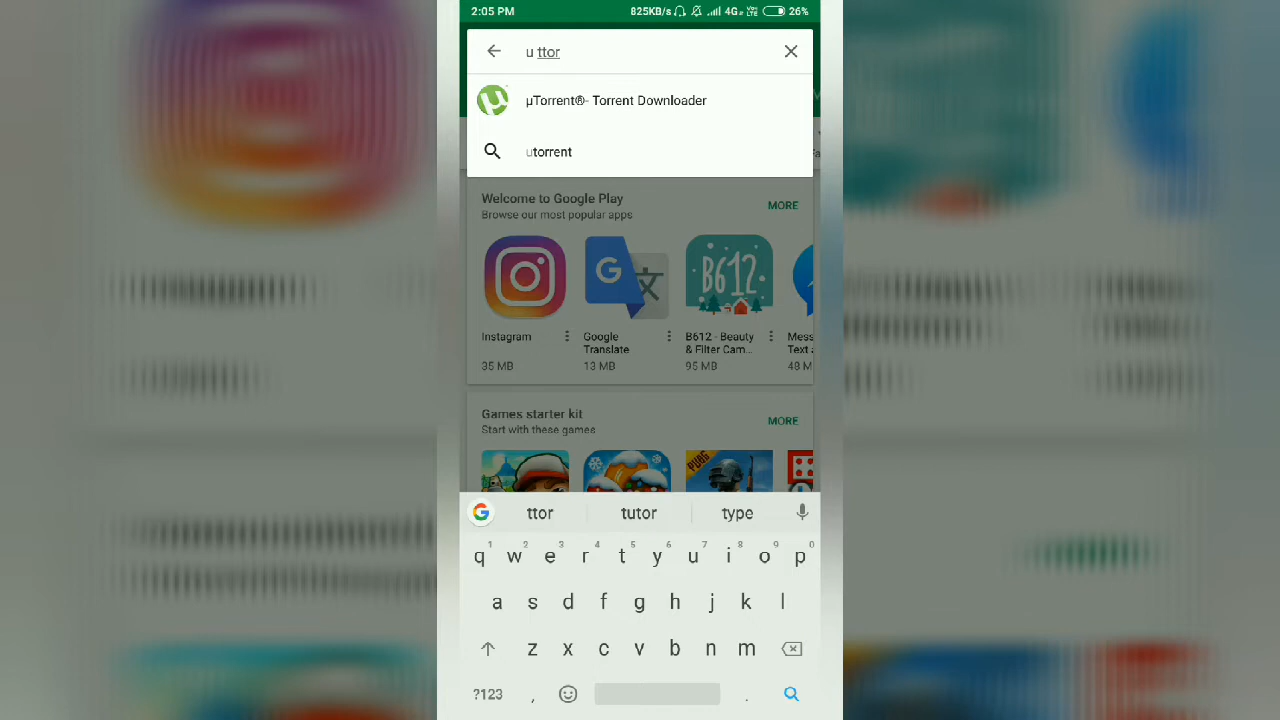 2:05 PM 825KB/s 4G VoLTE 26%
u ttor
µTorrent®- Torrent Downloader
utorrent
Welcome to Google Play
Browse our most popular apps
MORE
B612
Instagram
35 MB
Google
Translate
13 MB
B612 - Beauty
& Filter Cam...
95 MB
Mess
Text a
48 M
Games starter kit
Start with these games
MORE
PUBG
ttor tutor type
1 2 3 4 5 6 7 8 9 0
q w e r t y u i o p
a s d f g h j k l
z x c v b n m
?123 , .